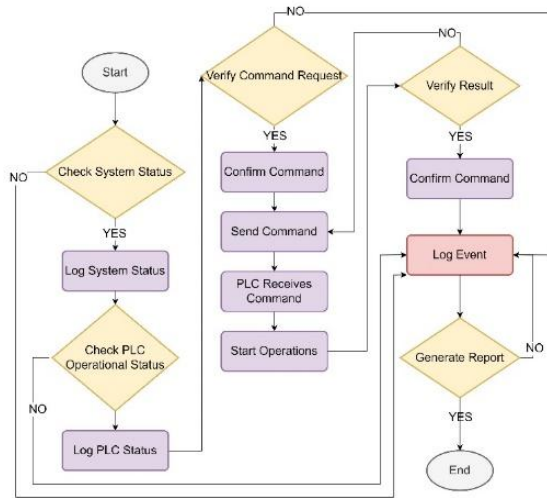 Start
Check System Status
NO
YES
Log System Status
Check PLC
Operational Status
NO
Log PLC Status
Verify Command Request
NO
YES
Confirm Command
Send Command
PLC Receives
Command
Start Operations
NO
Verify Result
YES
Confirm Command
Log Event
Generate Report
NO
YES
End